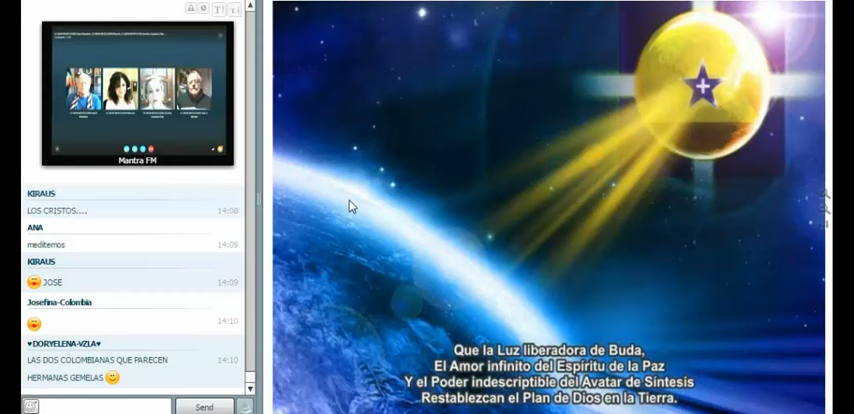 Mantra FM
KIRAUS
LOS CRISTOS....
14:08
ANA
meditemos
14:09
KIRAUS
JOSE
14:09
Josefina-Colombia
14:10
♥DORYELENA-VZLA♥
LAS DOS COLOMBIANAS QUE PARECEN
14:10
HERMANAS GEMELAS
Send
Que la Luz liberadora de Buda,
El Amor infinito del Espíritu de la Paz
Y el Poder indescriptible del Avatar de Síntesis
Restablezcan el Plan de Dios en la Tierra.